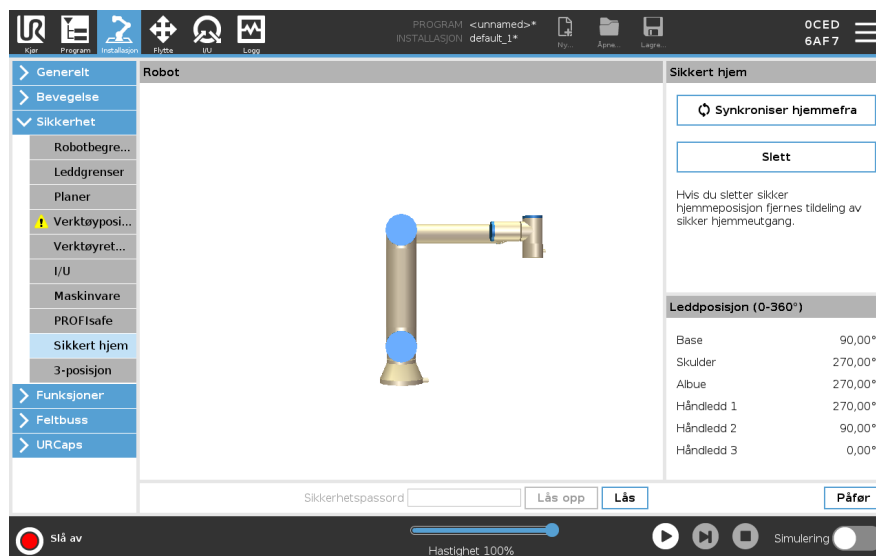 PROGRAM <unnamed>*
INSTALLASJON default_1*
0CED
6AF7
Kjør Program Installasjon Flytte I/U Logg Ny... Åpne... Lagre...
Generelt
Bevegelse
Sikkerhet
Robotbegre...
Leddgrenser
Planer
Verktøyposi...
Verktøyret...
I/U
Maskinvare
PROFIsafe
Sikkert hjem
3-posisjon
Funksjoner
Feltbuss
URCaps
Robot
Sikkert hjem
Synkroniser hjemmefra
Slett
Hvis du sletter sikker
hjemmeposisjon fjernes tildeling av
sikker hjemmeutgang.
Leddposisjon (0-360°)
Base 90,00°
Skulder 270,00°
Albue 270,00°
Håndledd 1 270,00°
Håndledd 2 90,00°
Håndledd 3 0,00°
Sikkerhetspassord Lås opp Lås Påfør
Slå av
Hastighet 100%
Simulering